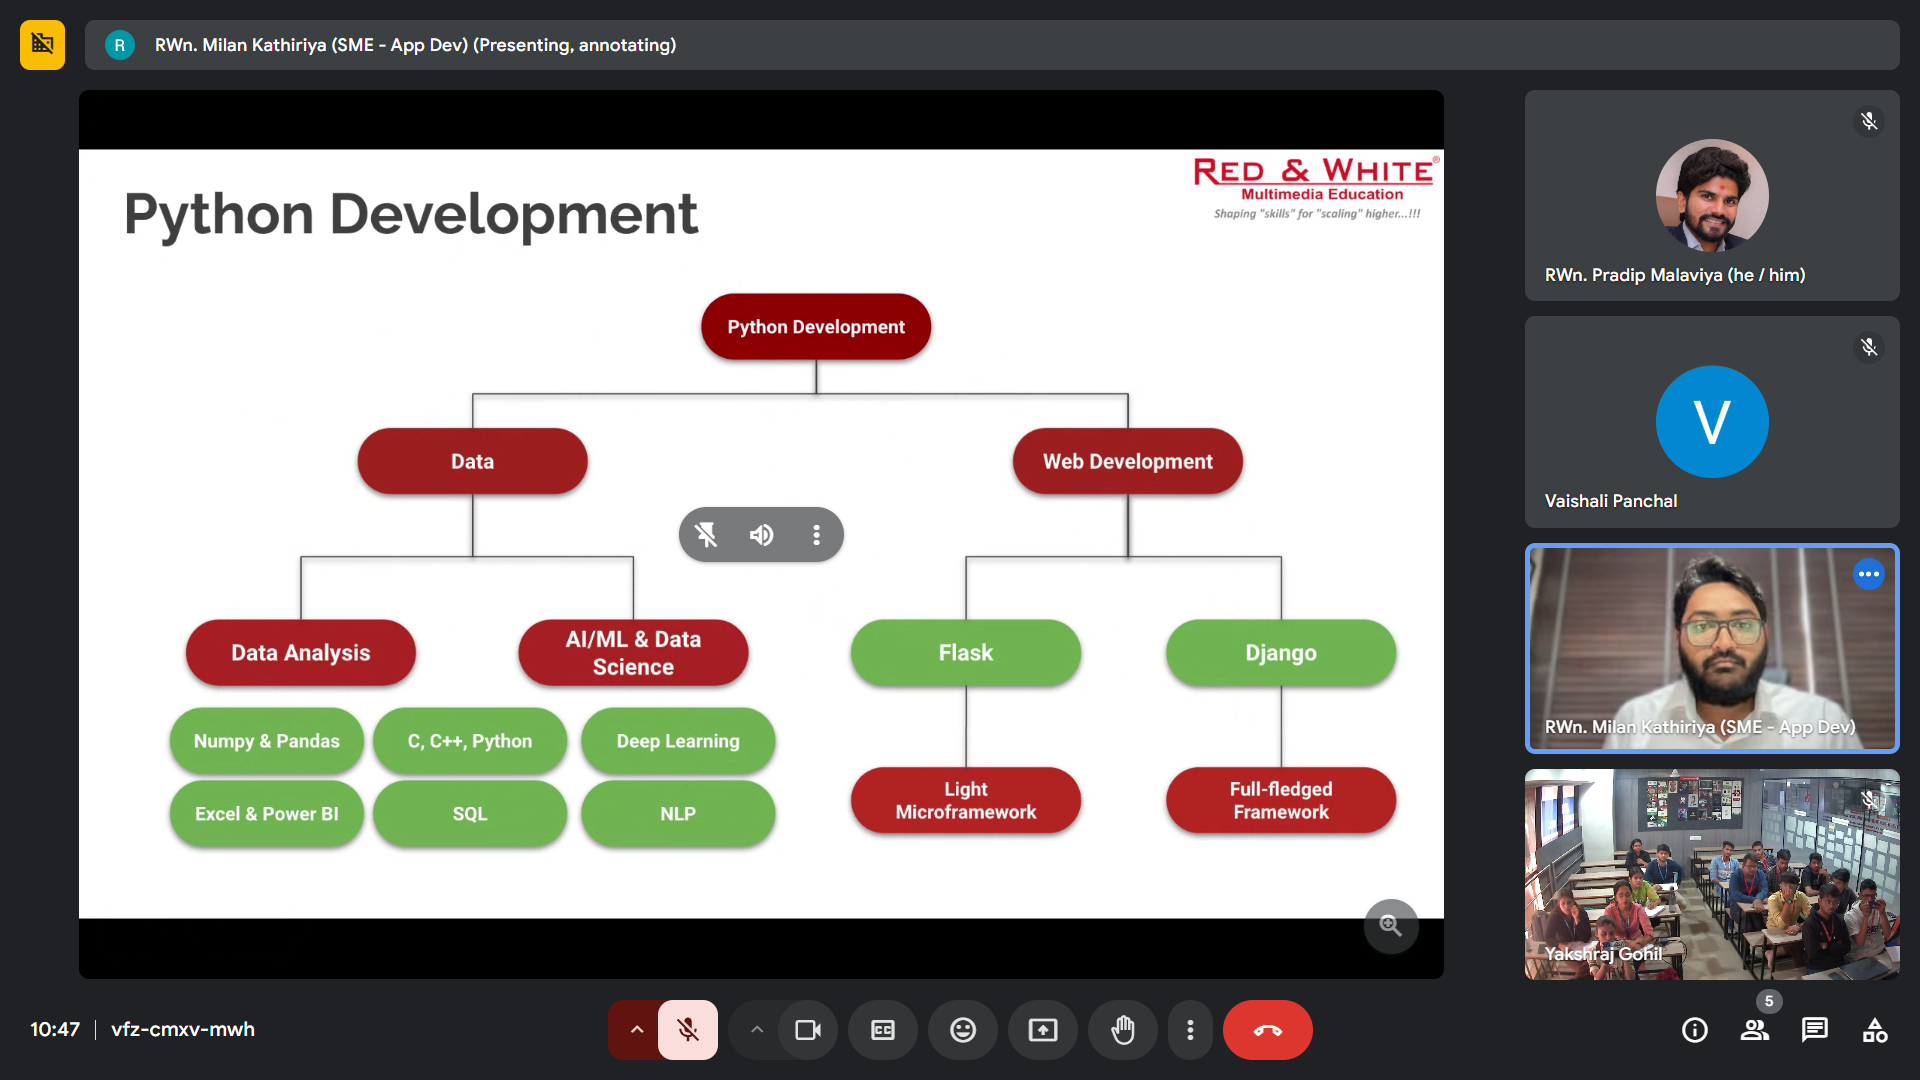 R RWn. Milan Kathiriya (SME - App Dev) (Presenting, annotating)
RED & WHITE®
Multimedia Education
Shaping "skills" for "scaling" higher...!!!
Python Development
Python Development
Data
Web Development
Data Analysis
AI/ML & Data
Science
Flask
Django
Numpy & Pandas
C, C++, Python
Deep Learning
Excel & Power BI
SQL
NLP
Light
Microframework
Full-fledged
Framework
RWn. Pradip Malaviya (he / him)
V
Vaishali Panchal
RWn. Milan Kathiriya (SME - App Dev)
Yakshraj Gohil
10:47 | vfz-cmxv-mwh
CC
5